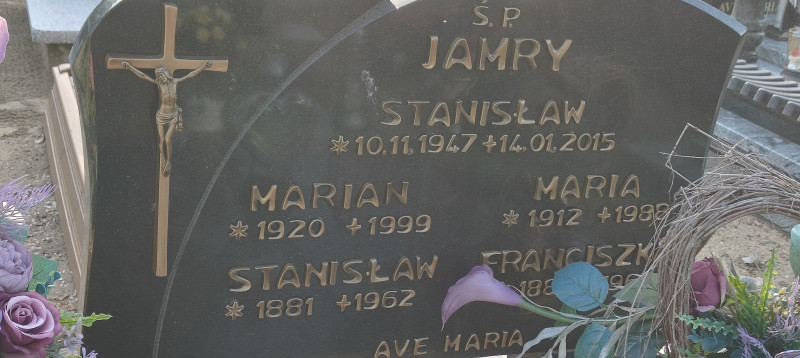 Ś.P.
JAMRY
STANISŁAW
* 10.11.1947 + 14.01.2015
MARIAN MARIA
* 1920 + 1999 * 1912 + 1988
STANISŁAW
* 1881 + 1962
AVE MARIA